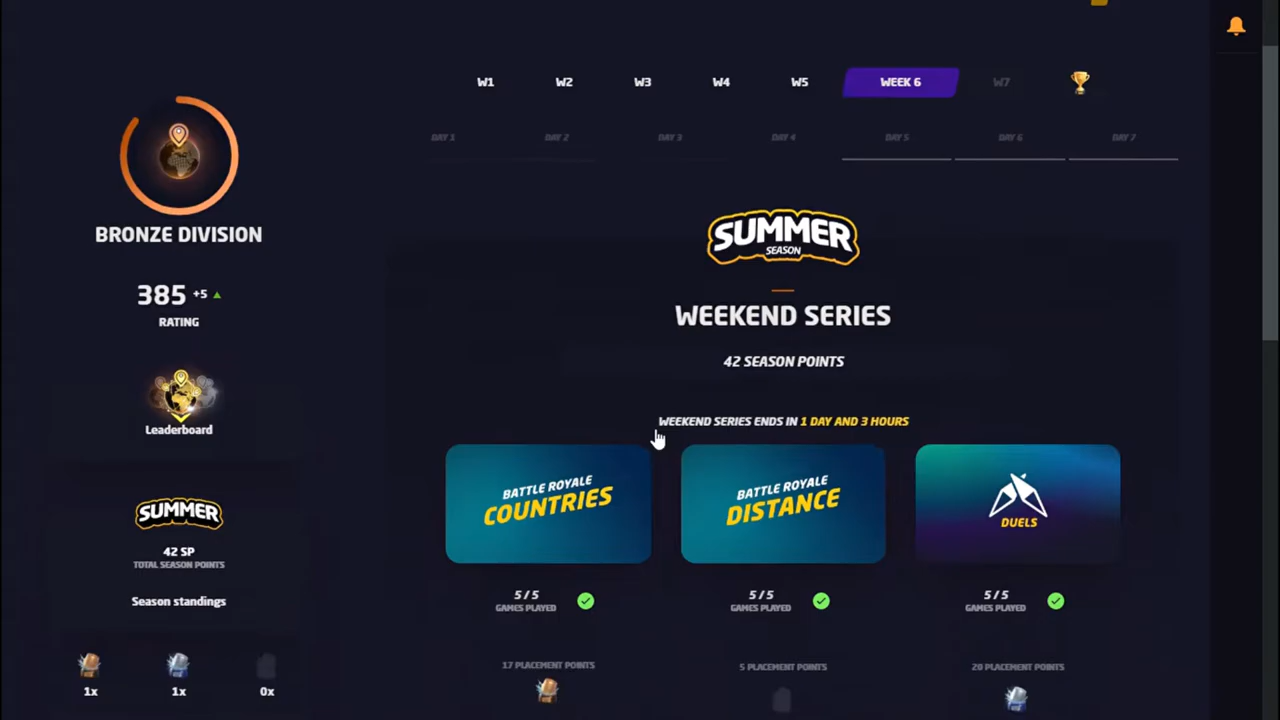 W1 W2 W3 W4 W5 WEEK 6 W7
DAY 1 DAY 2 DAY 3 DAY 4 DAY 5 DAY 6 DAY 7
BRONZE DIVISION
385 +5
RATING
Leaderboard
SUMMER
42 SP
TOTAL SEASON POINTS
Season standings
1x 1x 0x
SUMMER
SEASON
WEEKEND SERIES
42 SEASON POINTS
WEEKEND SERIES ENDS IN 1 DAY AND 3 HOURS
BATTLE ROYALE
COUNTRIES
5 / 5
GAMES PLAYED
17 PLACEMENT POINTS
BATTLE ROYALE
DISTANCE
5 / 5
GAMES PLAYED
5 PLACEMENT POINTS
DUELS
5 / 5
GAMES PLAYED
20 PLACEMENT POINTS